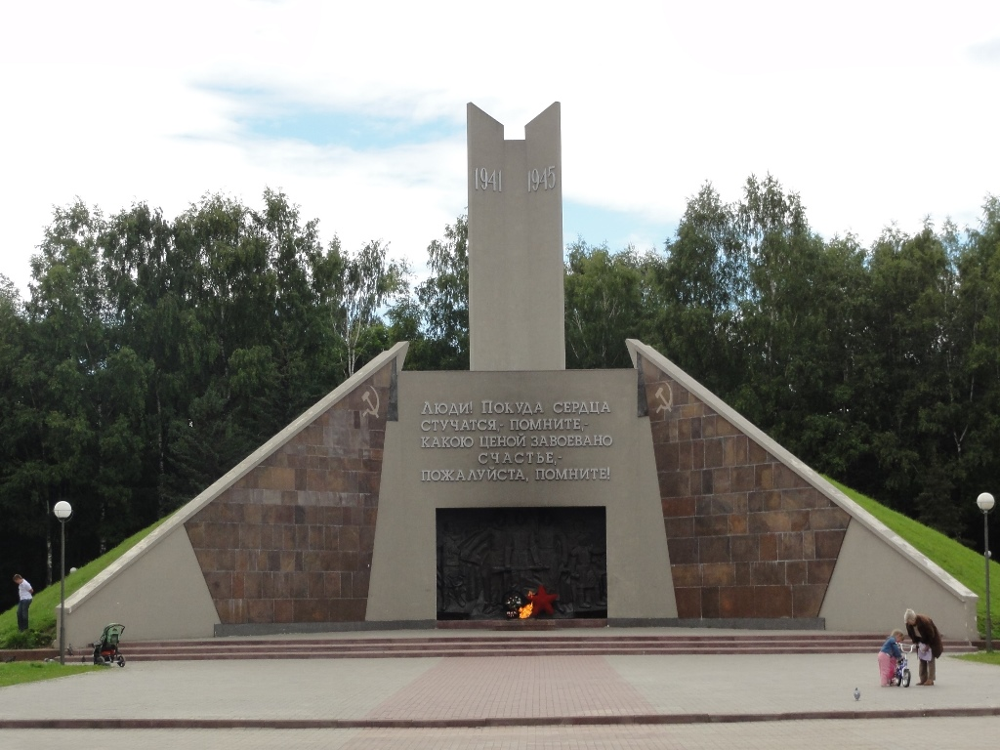 1941 1945
Люди! Покуда сердца
стучатся,- помните,-
какою ценой завоевано
счастье,-
пожалуйста, помните!